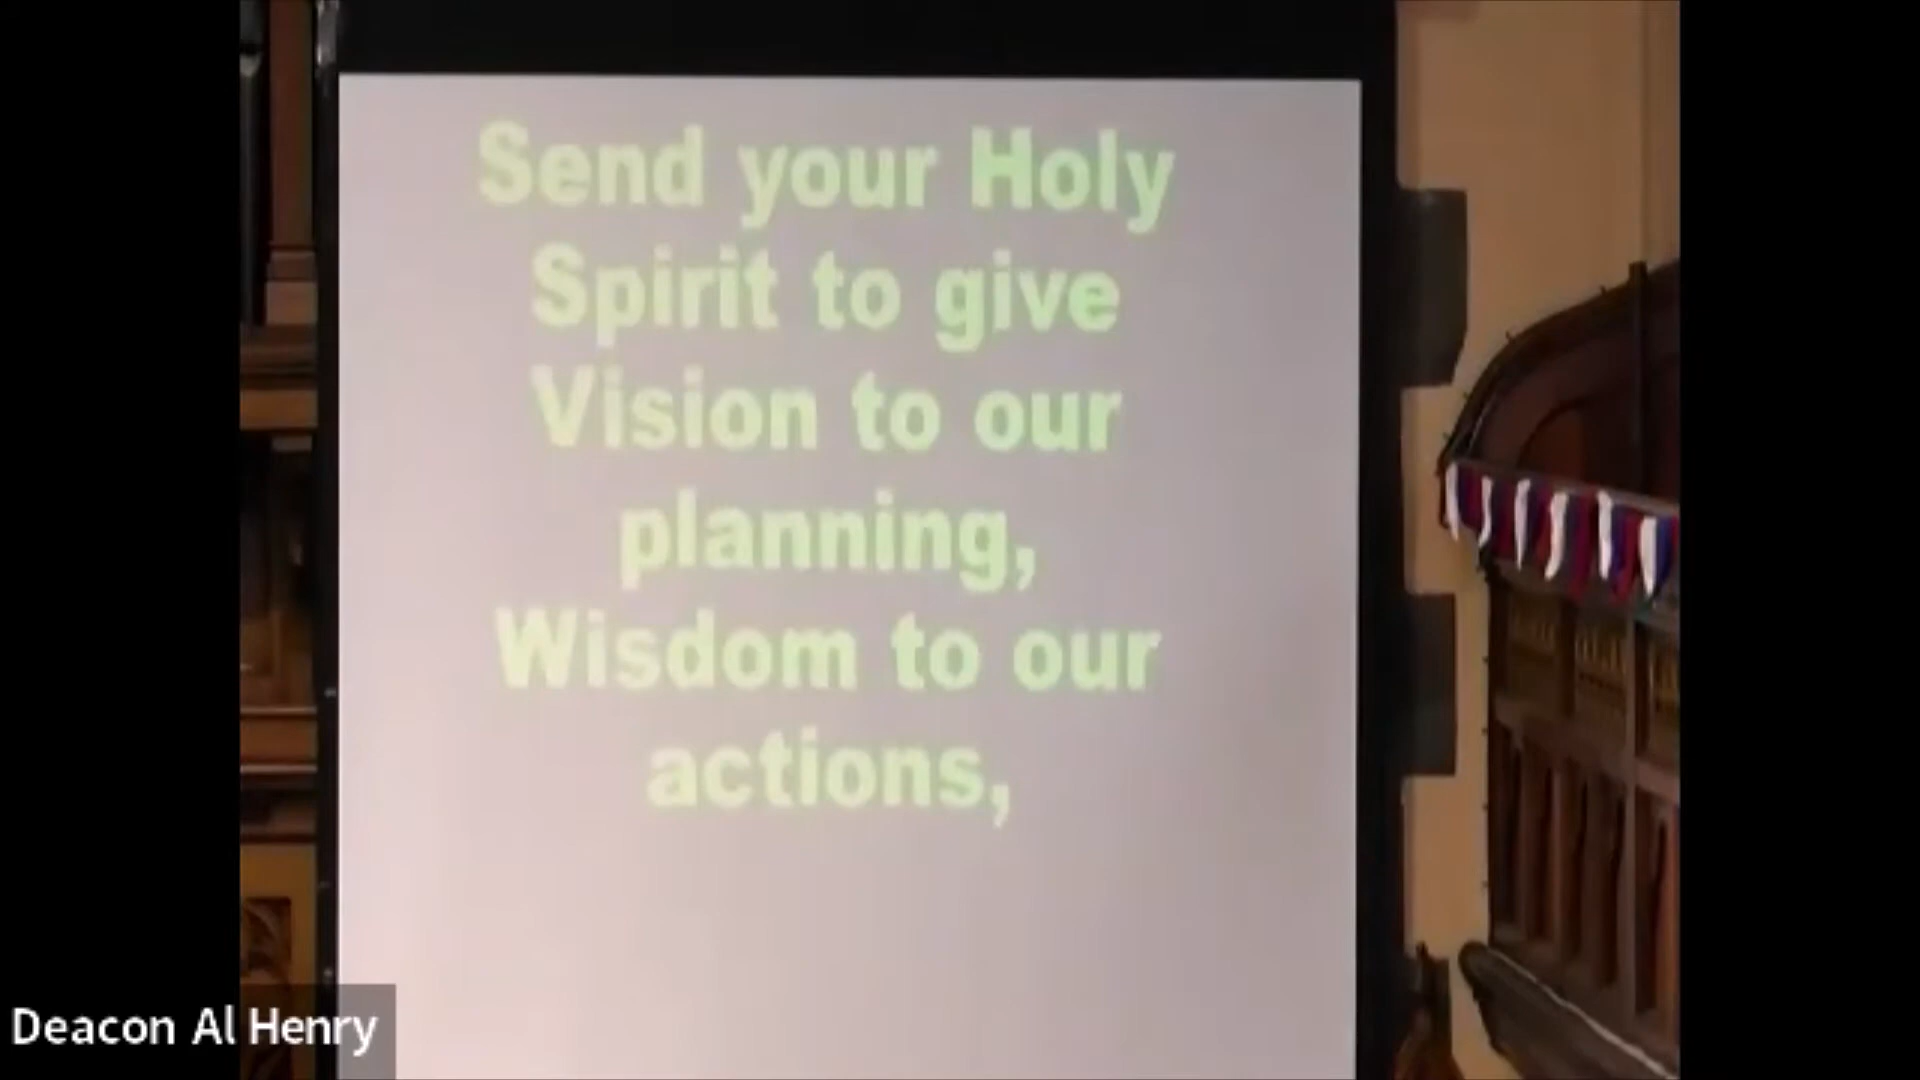 Send your Holy
Spirit to give
Vision to our
planning,
Wisdom to our
actions,
Deacon Al Henry